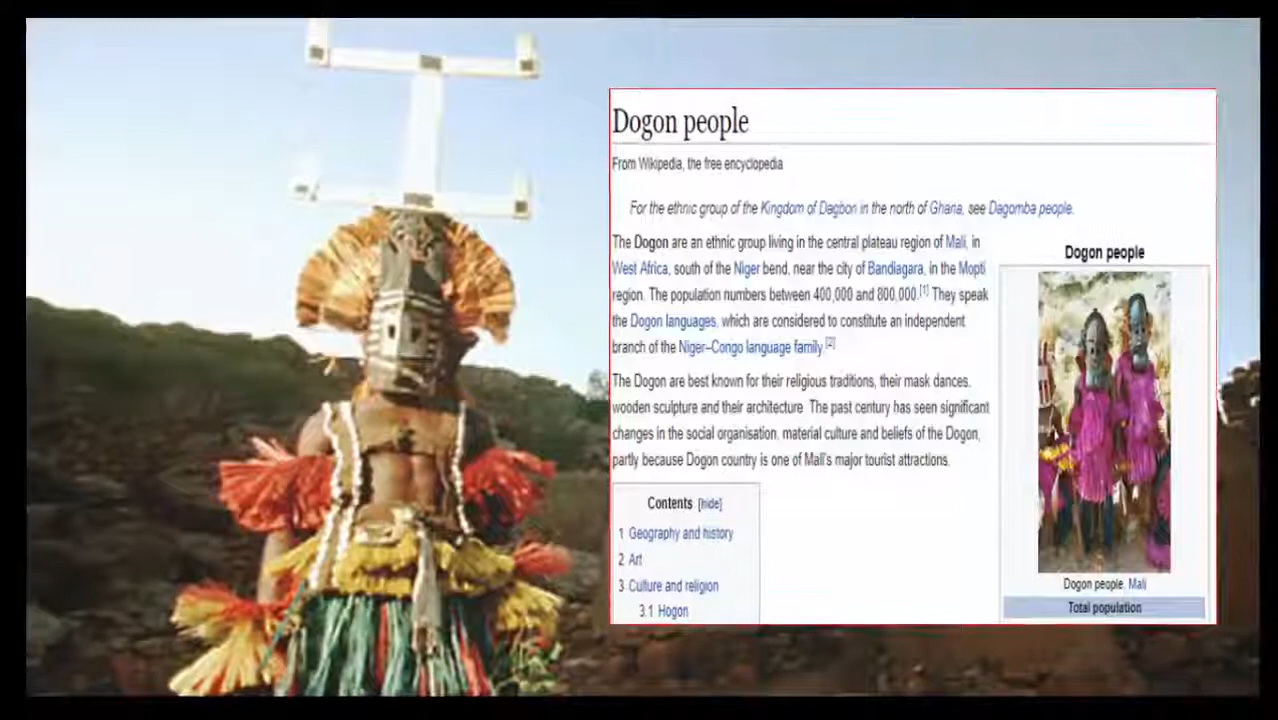 Dogon people
From Wikipedia, the free encyclopedia
For the ethnic group of the Kingdom of Dagbon in the north of Ghana, see Dagomba people.
The Dogon are an ethnic group living in the central plateau region of Mali, in
West Africa, south of the Niger bend, near the city of Bandiagara, in the Mopti
region. The population numbers between 400,000 and 800,000.[1] They speak
the Dogon languages, which are considered to constitute an independent
branch of the Niger–Congo language family.[2]
The Dogon are best known for their religious traditions, their mask dances,
wooden sculpture and their architecture. The past century has seen significant
changes in the social organisation, material culture and beliefs of the Dogon,
partly because Dogon country is one of Mali's major tourist attractions.
Contents [hide]
1 Geography and history
2 Art
3 Culture and religion
3.1 Hogon
Dogon people
Dogon people, Mali
Total population